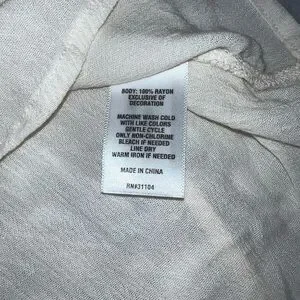 BODY: 100% RAYON
EXCLUSIVE OF
DECORATION
MACHINE WASH COLD
WITH LIKE COLORS
GENTLE CYCLE
ONLY NON-CHLORINE
BLEACH IF NEEDED
LINE DRY
WARM IRON IF NEEDED
MADE IN CHINA
RN#31104